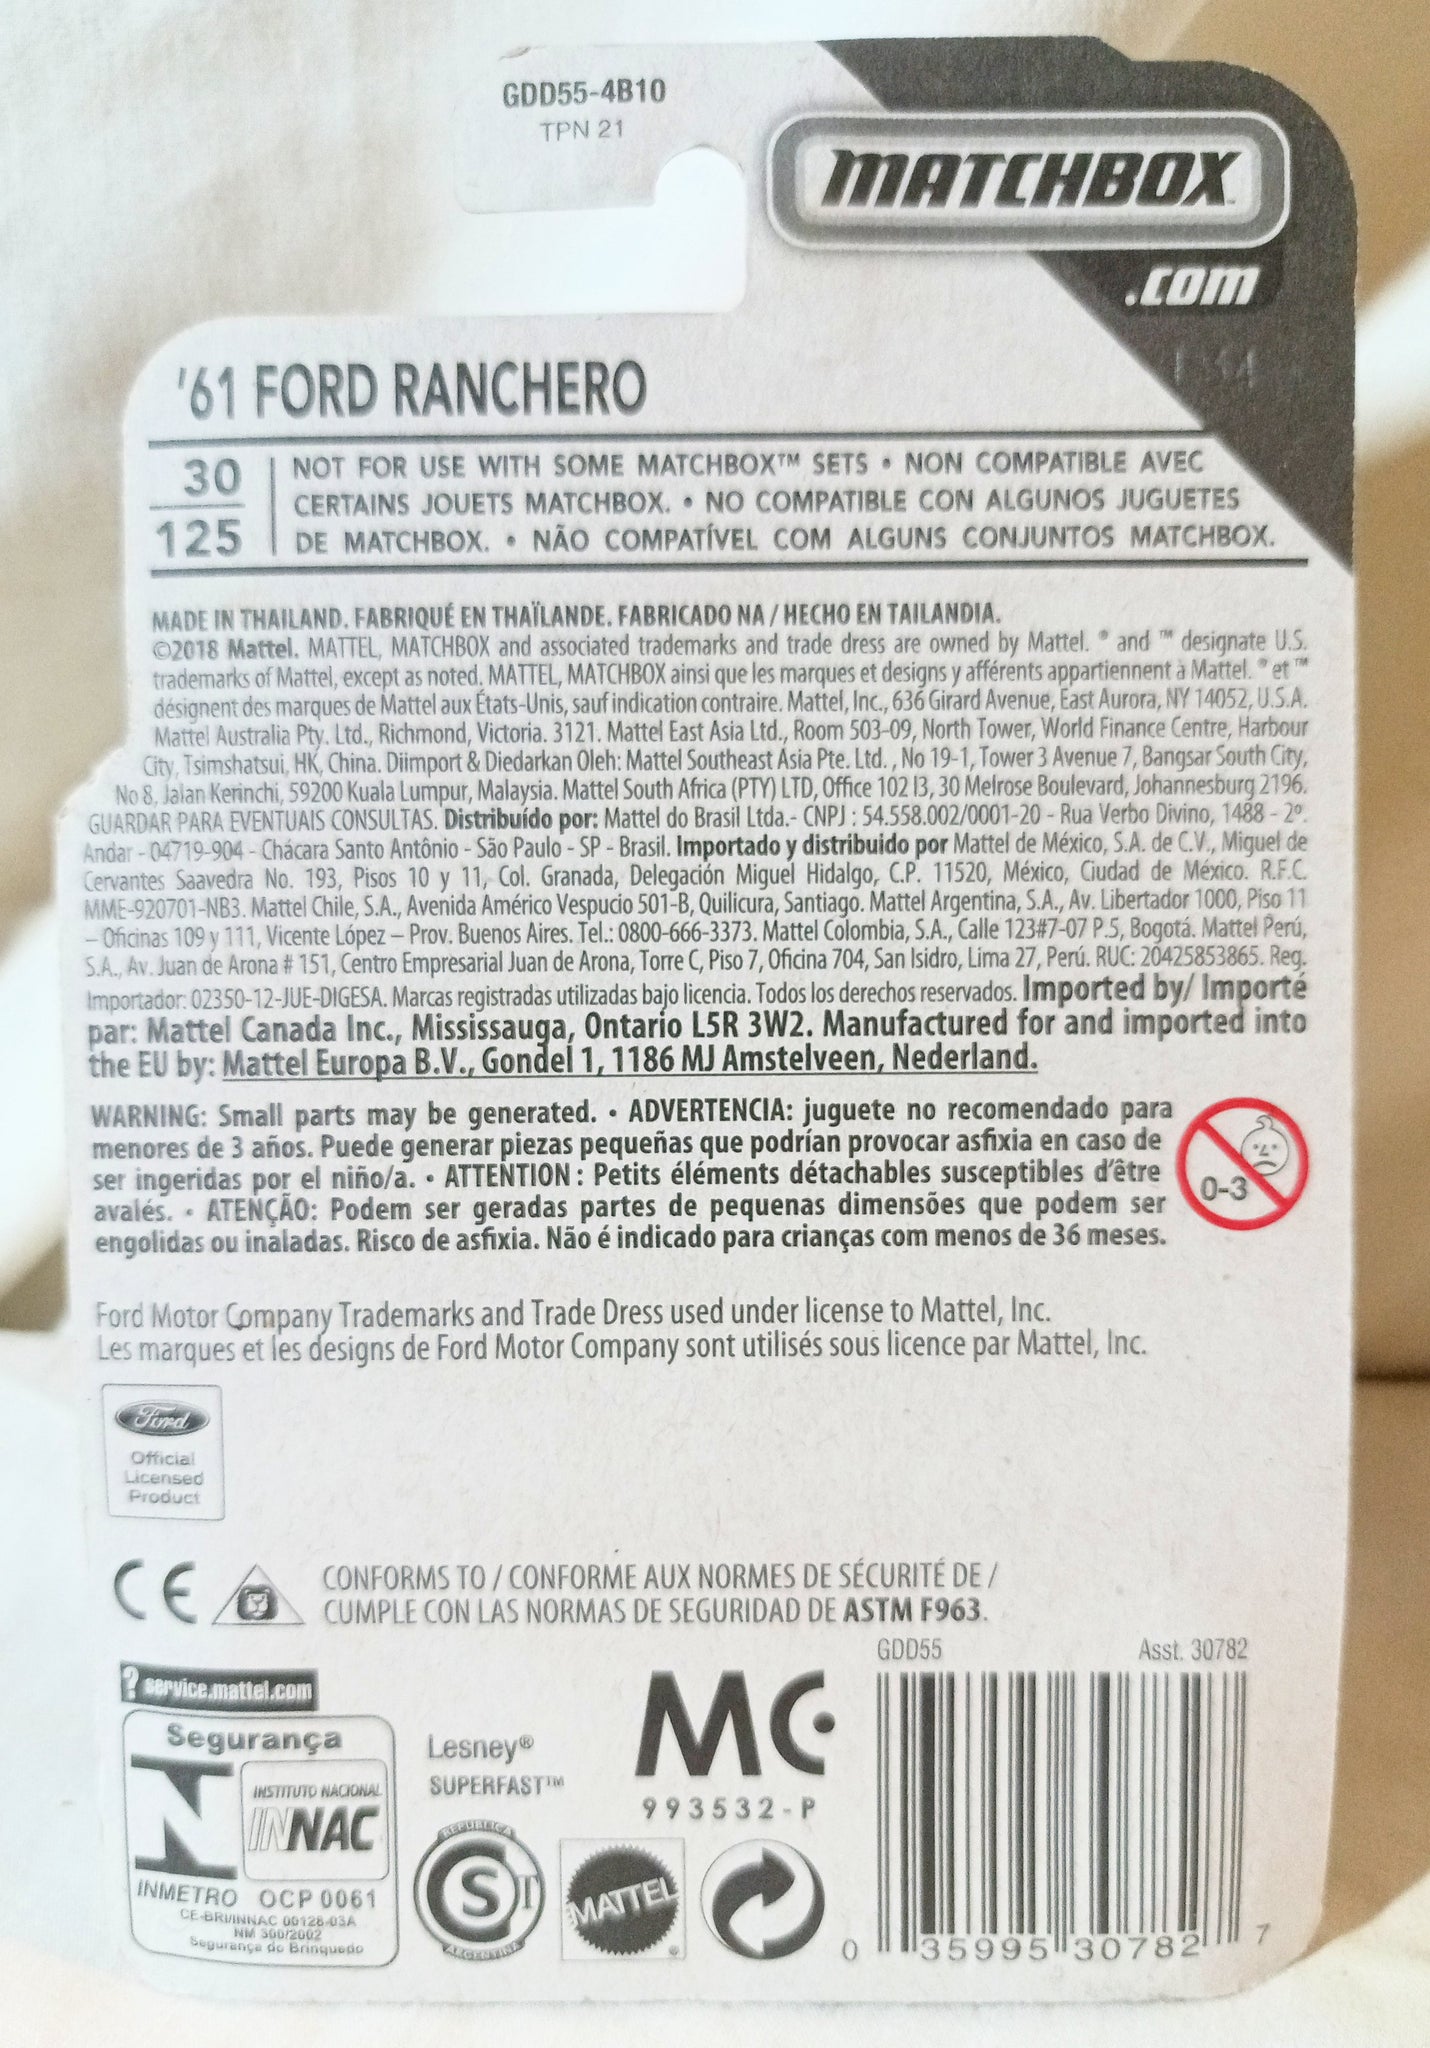 GDD55-4B10
TPN 21
MATCHBOX
.com
'61 FORD RANCHERO
30
125
NOT FOR USE WITH SOME MATCHBOX™ SETS • NON COMPATIBLE AVEC
CERTAINS JOUETS MATCHBOX. • NO COMPATIBLE CON ALGUNOS JUGUETES
DE MATCHBOX. • NÃO COMPATÍVEL COM ALGUNS CONJUNTOS MATCHBOX.
MADE IN THAILAND. FABRIQUÉ EN THAÏLANDE. FABRICADO NA / HECHO EN TAILANDIA.
©2018 Mattel. MATTEL, MATCHBOX and associated trademarks and trade dress are owned by Mattel. ® and ™ designate U.S.
trademarks of Mattel, except as noted. MATTEL, MATCHBOX ainsi que les marques et designs y afférents appartiennent à Mattel. ® et ™
désignent des marques de Mattel aux États-Unis, sauf indication contraire. Mattel, Inc., 636 Girard Avenue, East Aurora, NY 14052, U.S.A.
Mattel Australia Pty. Ltd., Richmond, Victoria. 3121. Mattel East Asia Ltd., Room 503-09, North Tower, World Finance Centre, Harbour
City, Tsimshatsui, HK, China. Diimport & Diedarkan Oleh: Mattel Southeast Asia Pte. Ltd. , No 19-1, Tower 3 Avenue 7, Bangsar South City,
No 8, Jalan Kerinchi, 59200 Kuala Lumpur, Malaysia. Mattel South Africa (PTY) LTD, Office 102 I3, 30 Melrose Boulevard, Johannesburg 2196.
GUARDAR PARA EVENTUAIS CONSULTAS. Distribuído por: Mattel do Brasil Ltda.- CNPJ : 54.558.002/0001-20 - Rua Verbo Divino, 1488 - 2º.
Andar - 04719-904 - Chácara Santo Antônio - São Paulo - SP - Brasil. Importado y distribuido por Mattel de México, S.A. de C.V., Miguel de
Cervantes Saavedra No. 193, Pisos 10 y 11, Col. Granada, Delegación Miguel Hidalgo, C.P. 11520, México, Ciudad de México. R.F.C.
MME-920701-NB3. Mattel Chile, S.A., Avenida Américo Vespucio 501-B, Quilicura, Santiago. Mattel Argentina, S.A., Av. Libertador 1000, Piso 11
– Oficinas 109 y 111, Vicente López – Prov. Buenos Aires. Tel.: 0800-666-3373. Mattel Colombia, S.A., Calle 123#7-07 P.5, Bogotá. Mattel Perú,
S.A., Av. Juan de Arona # 151, Centro Empresarial Juan de Arona, Torre C, Piso 7, Oficina 704, San Isidro, Lima 27, Perú. RUC: 20425853865. Reg.
Importador: 02350-12-JUE-DIGESA. Marcas registradas utilizadas bajo licencia. Todos los derechos reservados. Imported by/ Importé
par: Mattel Canada Inc., Mississauga, Ontario L5R 3W2. Manufactured for and imported into
the EU by: Mattel Europa B.V., Gondel 1, 1186 MJ Amstelveen, Nederland.
WARNING: Small parts may be generated. • ADVERTENCIA: juguete no recomendado para
menores de 3 años. Puede generar piezas pequeñas que podrían provocar asfixia en caso de
ser ingeridas por el niño/a. • ATTENTION : Petits éléments détachables susceptibles d'être
avalés. • ATENÇÃO: Podem ser geradas partes de pequenas dimensões que podem ser
engolidas ou inaladas. Risco de asfixia. Não é indicado para crianças com menos de 36 meses.
0-3
Ford Motor Company Trademarks and Trade Dress used under license to Mattel, Inc.
Les marques et les designs de Ford Motor Company sont utilisés sous licence par Mattel, Inc.
Ford
Official
Licensed
Product
CE
CONFORMS TO / CONFORME AUX NORMES DE SÉCURITÉ DE /
CUMPLE CON LAS NORMAS DE SEGURIDAD DE ASTM F963.
GDD55 Asst. 30782
? service.mattel.com
Segurança
INSTITUTO NACIONAL
INNAC
INMETRO OCP 0061
CE-BR/INNAC 00128-03A
NM 300/2002
Segurança do Brinquedo
Lesney®
SUPERFAST™
MC
993532-P
REPUBLICA
ARGENTINA
MATTEL
0 35995 30782 7